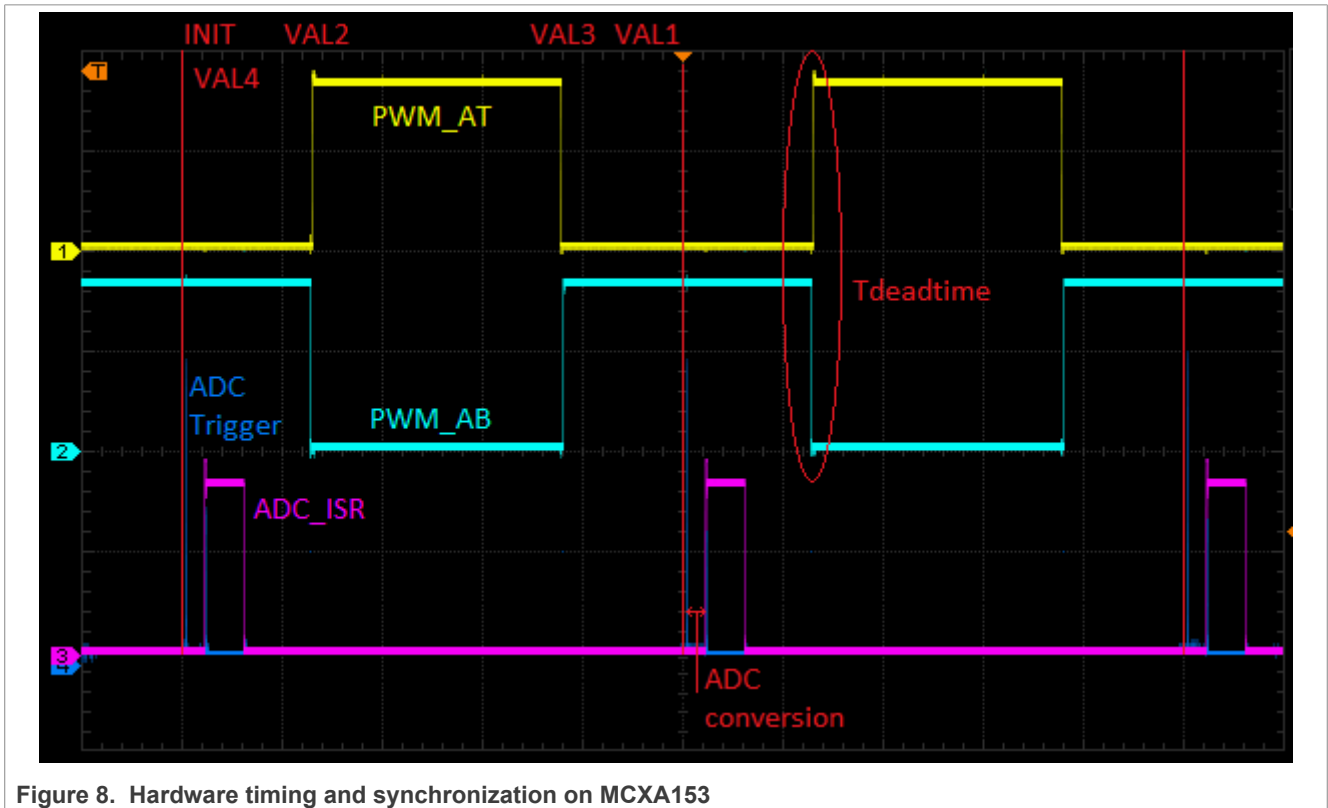 INIT VAL2 VAL3 VAL1
T
VAL4
PWM_AT
1
Tdeadtime
ADC
Trigger
PWM_AB
2
ADC_ISR
3
4
ADC
conversion
Figure 8. Hardware timing and synchronization on MCXA153